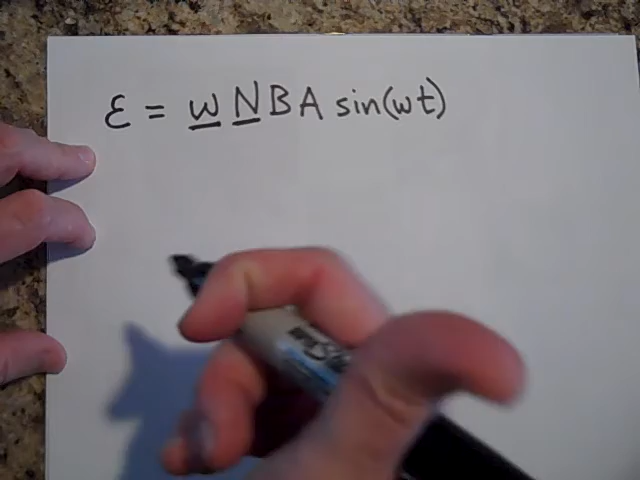 ε = ωNBA sin(ωt)